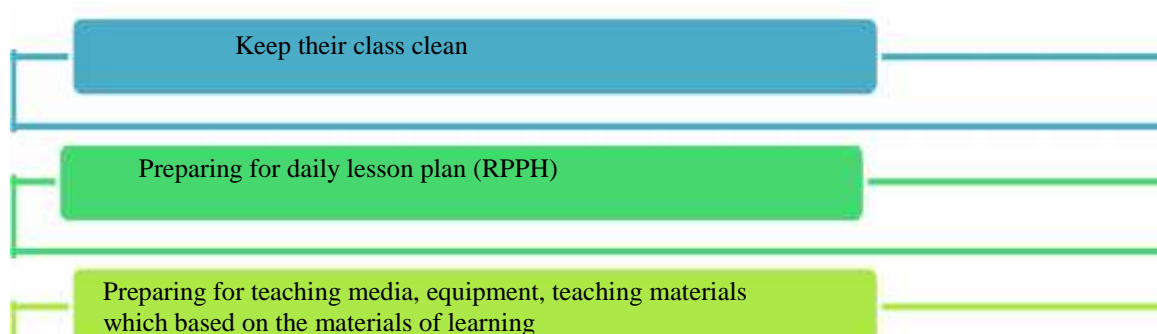 Keep their class clean
Preparing for daily lesson plan (RPPH)
Preparing for teaching media, equipment, teaching materials
which based on the materials of learning